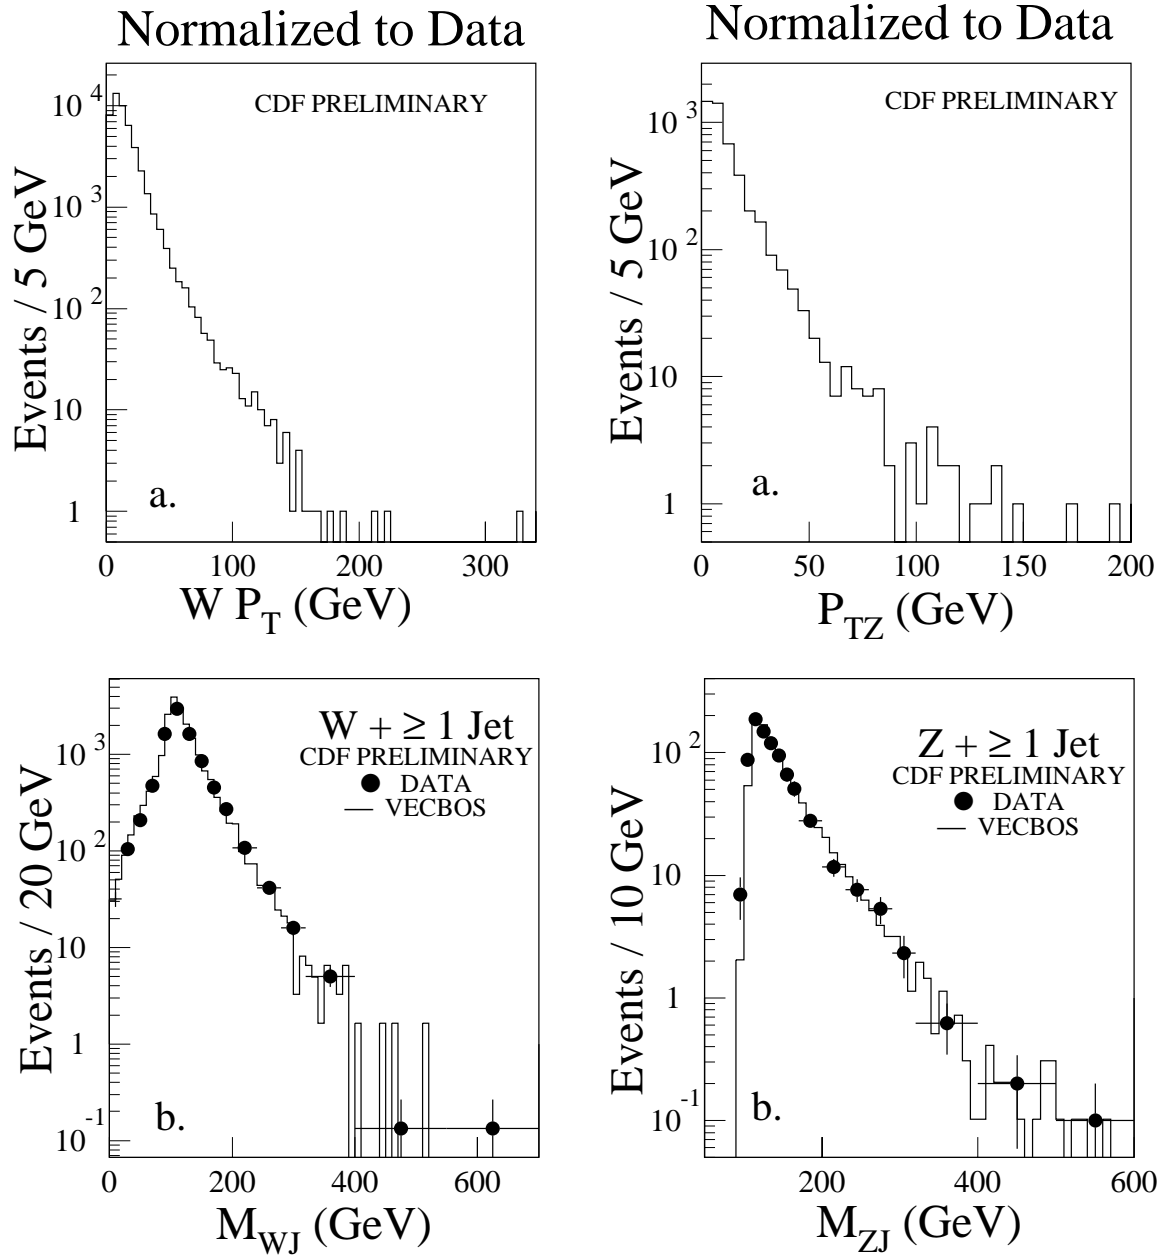 Normalized to Data
CDF PRELIMINARY
Events / 5 GeV
10^4
10^3
10^2
10
1
a.
0 100 200 300
W P_T (GeV)
Normalized to Data
CDF PRELIMINARY
Events / 5 GeV
10^3
10^2
10
1
a.
0 50 100 150 200
P_TZ (GeV)
W + ≥ 1 Jet
CDF PRELIMINARY
DATA
VECBOS
Events / 20 GeV
10^3
10^2
10
1
10^-1
b.
0 200 400 600
M_WJ (GeV)
Z + ≥ 1 Jet
CDF PRELIMINARY
DATA
VECBOS
Events / 10 GeV
10^2
10
1
10^-1
b.
200 400 600
M_ZJ (GeV)